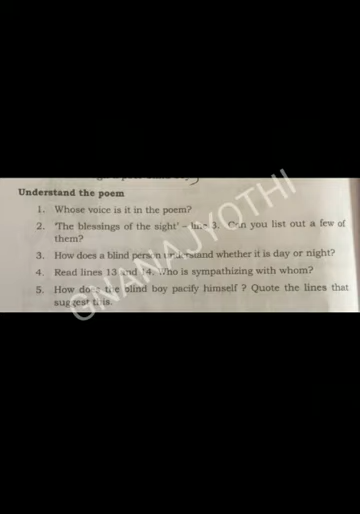 Understand the poem
1. Whose voice is it in the poem?
2. 'The blessings of the sight' – line 3. Can you list out a few of
them?
3. How does a blind person understand whether it is day or night?
4. Read lines 13 and 14. Who is sympathizing with whom?
5. How does the blind boy pacify himself ? Quote the lines that
suggest this.
GNANAJYOTHI